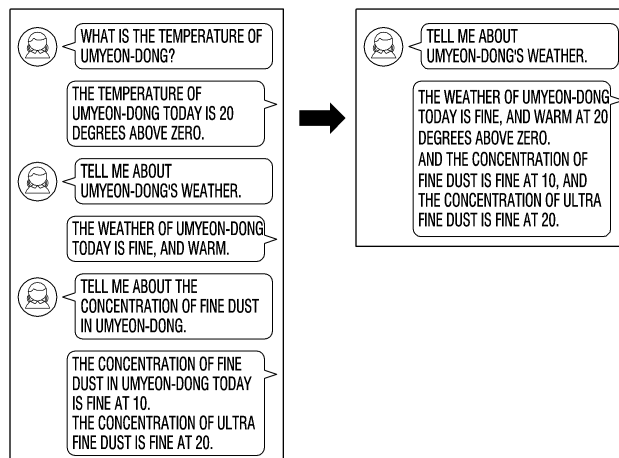 WHAT IS THE TEMPERATURE OF
UMYEON-DONG?
THE TEMPERATURE OF
UMYEON-DONG TODAY IS 20
DEGREES ABOVE ZERO.
TELL ME ABOUT
UMYEON-DONG'S WEATHER.
THE WEATHER OF UMYEON-DONG
TODAY IS FINE, AND WARM.
TELL ME ABOUT THE
CONCENTRATION OF FINE DUST
IN UMYEON-DONG.
THE CONCENTRATION OF FINE
DUST IN UMYEON-DONG TODAY
IS FINE AT 10.
THE CONCENTRATION OF ULTRA
FINE DUST IS FINE AT 20.
TELL ME ABOUT
UMYEON-DONG'S WEATHER.
THE WEATHER OF UMYEON-DONG
TODAY IS FINE, AND WARM AT 20
DEGREES ABOVE ZERO.
AND THE CONCENTRATION OF
FINE DUST IS FINE AT 10, AND
THE CONCENTRATION OF ULTRA
FINE DUST IS FINE AT 20.